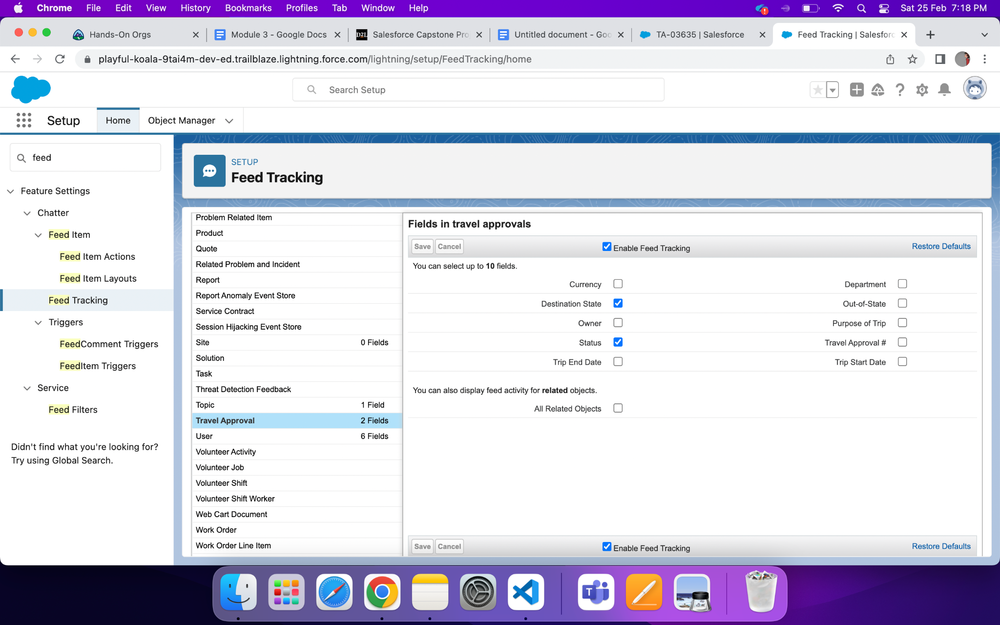 Chrome File Edit View History Bookmarks Profiles Tab Window Help Sat 25 Feb 7:18 PM
Hands-On Orgs Module 3 - Google Docs D2L Salesforce Capstone Pro Untitled document - Goo TA-03635 | Salesforce Feed Tracking | Salesforc
playful-koala-9tai4m-dev-ed.trailblaze.lightning.force.com/lightning/setup/FeedTracking/home
Search Setup
Setup Home Object Manager
feed
Feature Settings
Chatter
Feed Item
Feed Item Actions
Feed Item Layouts
Feed Tracking
Triggers
FeedComment Triggers
FeedItem Triggers
Service
Feed Filters
Didn't find what you're looking for?
Try using Global Search.
SETUP
Feed Tracking
Problem Related Item
Product
Quote
Related Problem and Incident
Report
Report Anomaly Event Store
Service Contract
Session Hijacking Event Store
Site 0 Fields
Solution
Task
Threat Detection Feedback
Topic 1 Field
Travel Approval 2 Fields
User 6 Fields
Volunteer Activity
Volunteer Job
Volunteer Shift
Volunteer Shift Worker
Web Cart Document
Work Order
Work Order Line Item
Fields in travel approvals
Save Cancel Enable Feed Tracking Restore Defaults
You can select up to 10 fields.
Currency Department
Destination State Out-of-State
Owner Purpose of Trip
Status Travel Approval #
Trip End Date Trip Start Date
You can also display feed activity for related objects.
All Related Objects
Save Cancel Enable Feed Tracking Restore Defaults
T